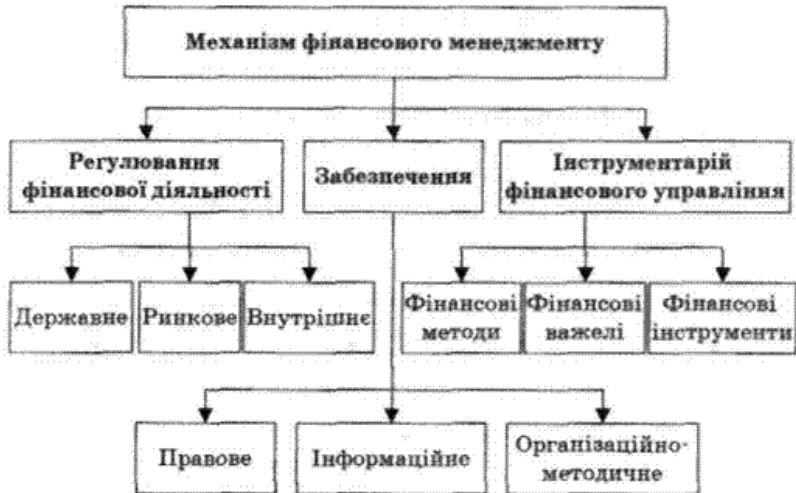 Механізм фінансового менеджменту
Регулювання
фінансової діяльності
Забезпечення
Інструментарій
фінансового управління
Державне
Ринкове
Внутрішнє
Фінансові
методи
Фінансові
важелі
Фінансові
інструменти
Правове
Інформаційне
Організаційно-
методичне